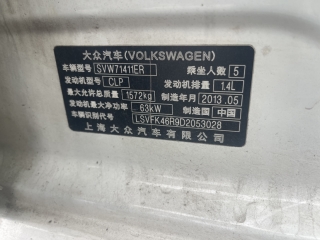 大众汽车(VOLKSWAGEN)
车辆型号 SVW71411ER 乘坐人数 5
发动机型号 CLP 发动机排量 1.4L
最大允许总质量 1572kg 制造年月 2013.05
发动机最大净功率 63kW 制造国 中国
车辆识别代号 LSVFK46R9D2053028
上海大众汽车有限公司